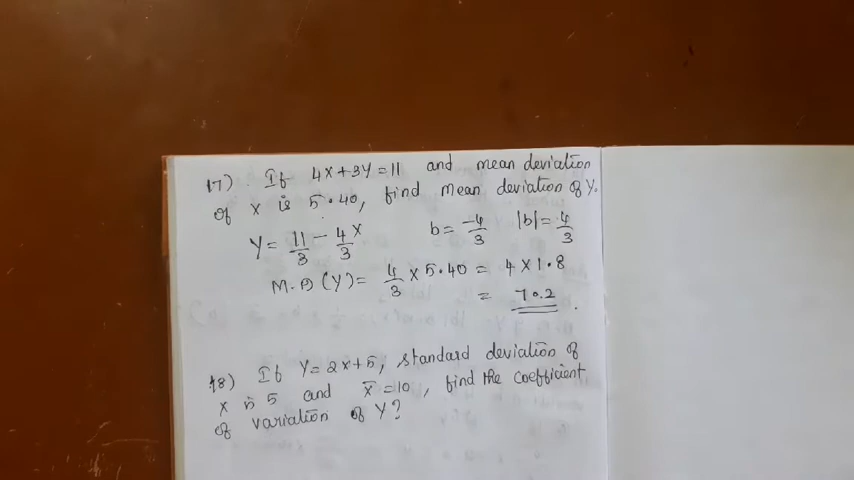 17) If 4x+3y=11 and mean deviation
of x is 5.40, find mean deviation of y.
Y = 11/3 - 4x/3 b = -4/3 |b| = 4/3
M.D (Y) = 4/3 × 5.40 = 4 × 1.8
= 70.2
18) If Y=2x+5, standard deviation of
x is 5 and x̄ =10, find the coefficient
of variation of Y?